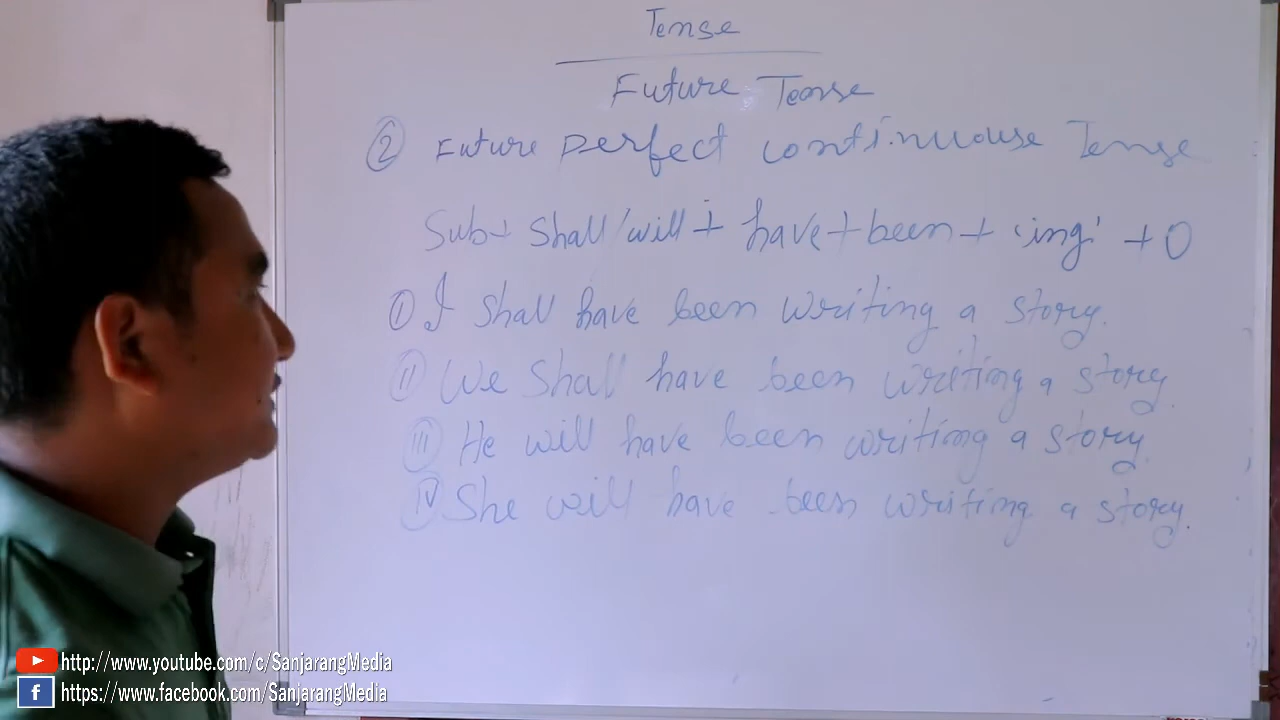 Tense
Future Tense
② Future perfect continuouse Tense
Sub + Shall/will + have + been + 'ing' + O
① I Shall have been writing a story.
II We Shall have been writing a story.
III He will have been writing a story.
IV She will have been writing a story.
http://www.youtube.com/c/SanjarangMedia
https://www.facebook.com/SanjarangMedia